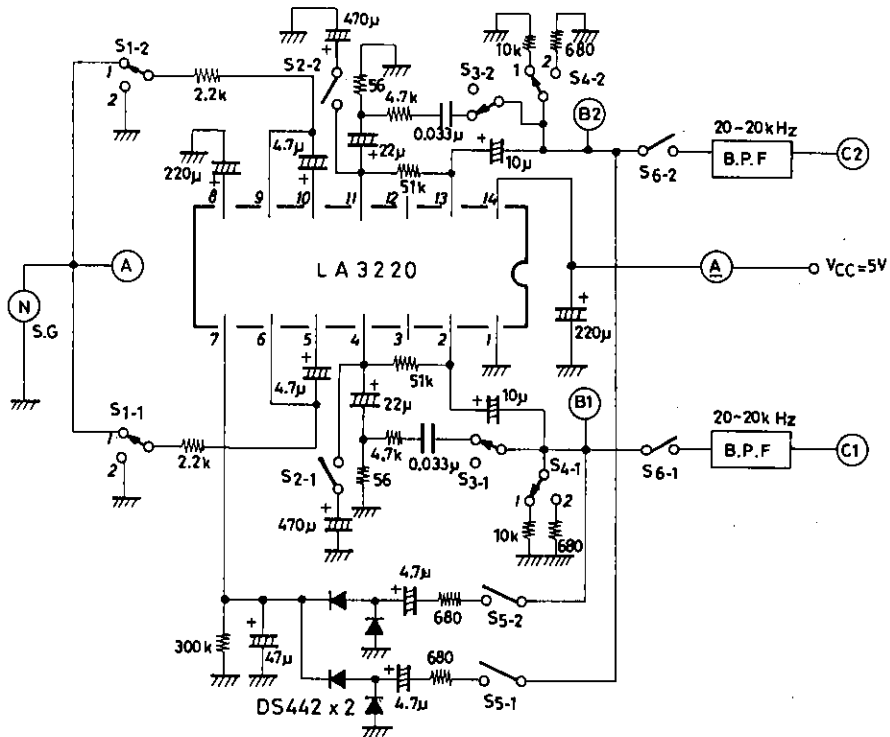 470μ
+
10k
680
S1-2
S2-2
1
2
56
S3-2
1
2
S4-2
2.2k
4.7k
B2
20~20kHz
+
0.033μ
B.P.F
C2
4.7μ
22μ
+
10μ
S6-2
220μ
+
+
+
51k
8
9
10
11
12
13
14
A
LA3220
A
VCC=5V
N
S.G
+
220μ
7
6
5
4
3
2
1
+
4.7μ
51k
+
22μ
10μ
+
B1
S1-1
20~20kHz
1
2
2.2k
4.7k
0.033μ
S3-1
S4-1
S6-1
B.P.F
C1
S2-1
56
1
2
470μ
+
10k
680
4.7μ
+
680
S5-2
300k
+
47μ
680
+
4.7μ
S5-1
DS442 x 2